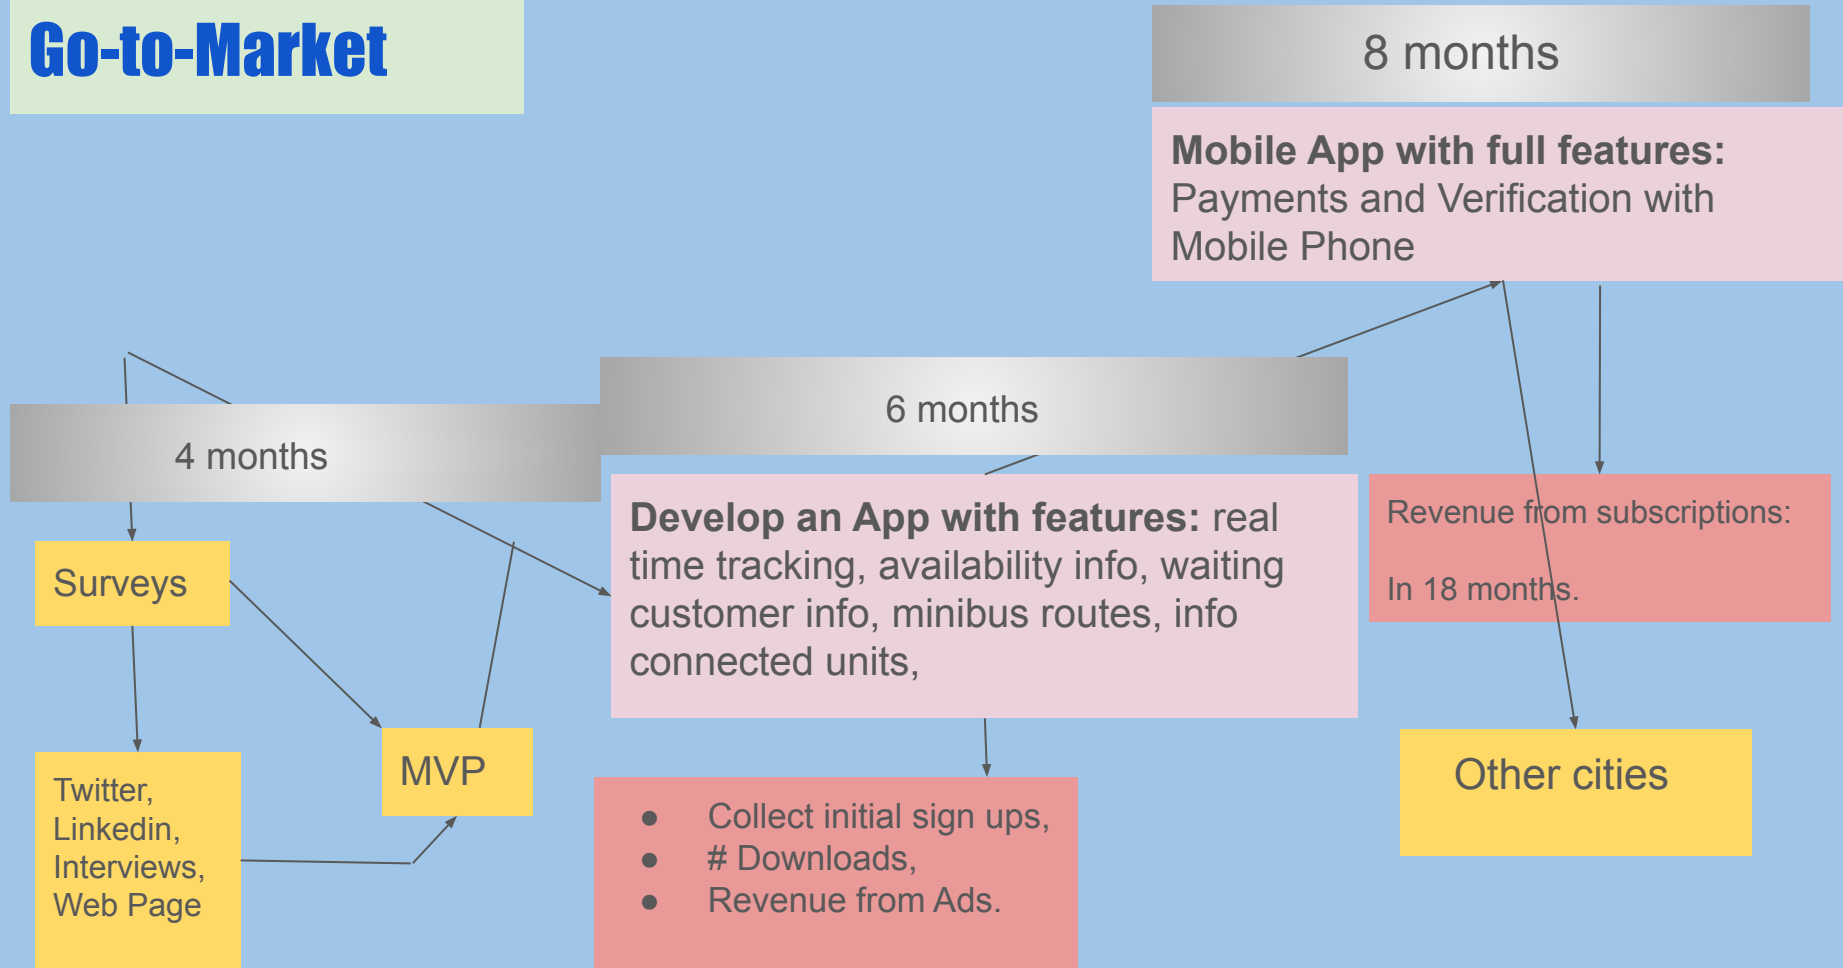 Go-to-Market
8 months
Mobile App with full features:
Payments and Verification with
Mobile Phone
4 months
6 months
Develop an App with features: real
time tracking, availability info, waiting
customer info, minibus routes, info
connected units,
Revenue from subscriptions:
In 18 months.
Surveys
Twitter,
Linkedin,
Interviews,
Web Page
MVP
● Collect initial sign ups,
● # Downloads,
● Revenue from Ads.
Other cities